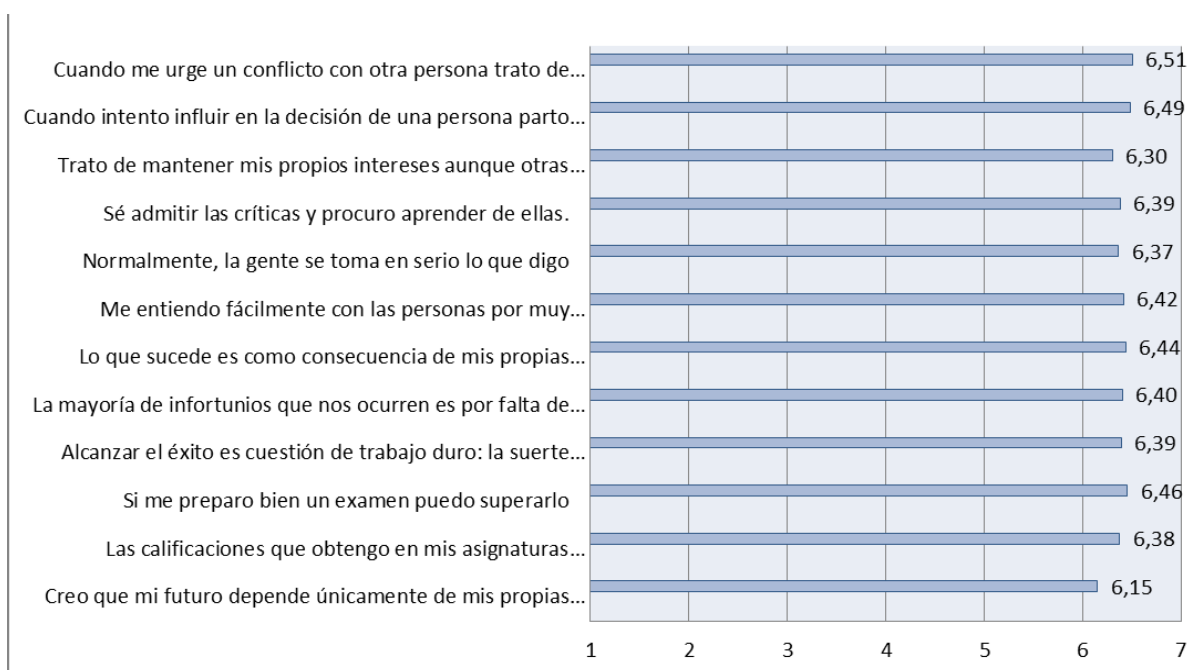 Cuando me urge un conflicto con otra persona trato de... 6,51
Cuando intento influir en la decisión de una persona parto... 6,49
Trato de mantener mis propios intereses aunque otras... 6,30
Sé admitir las críticas y procuro aprender de ellas. 6,39
Normalmente, la gente se toma en serio lo que digo 6,37
Me entiendo fácilmente con las personas por muy... 6,42
Lo que sucede es como consecuencia de mis propias... 6,44
La mayoría de infortunios que nos ocurren es por falta de... 6,40
Alcanzar el éxito es cuestión de trabajo duro: la suerte... 6,39
Si me preparo bien un examen puedo superarlo 6,46
Las calificaciones que obtengo en mis asignaturas... 6,38
Creo que mi futuro depende únicamente de mis propias... 6,15
1 2 3 4 5 6 7